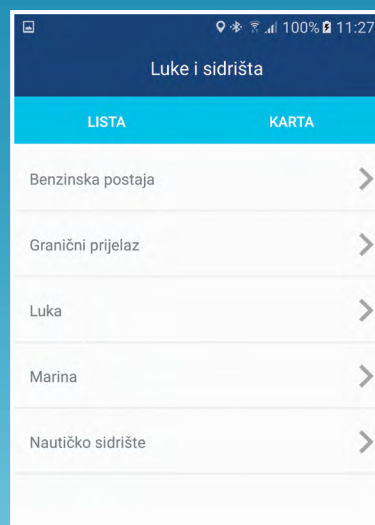 100% 11:27
Luke i sidrišta
LISTA KARTA
Benzinska postaja
Granični prijelaz
Luka
Marina
Nautičko sidrište